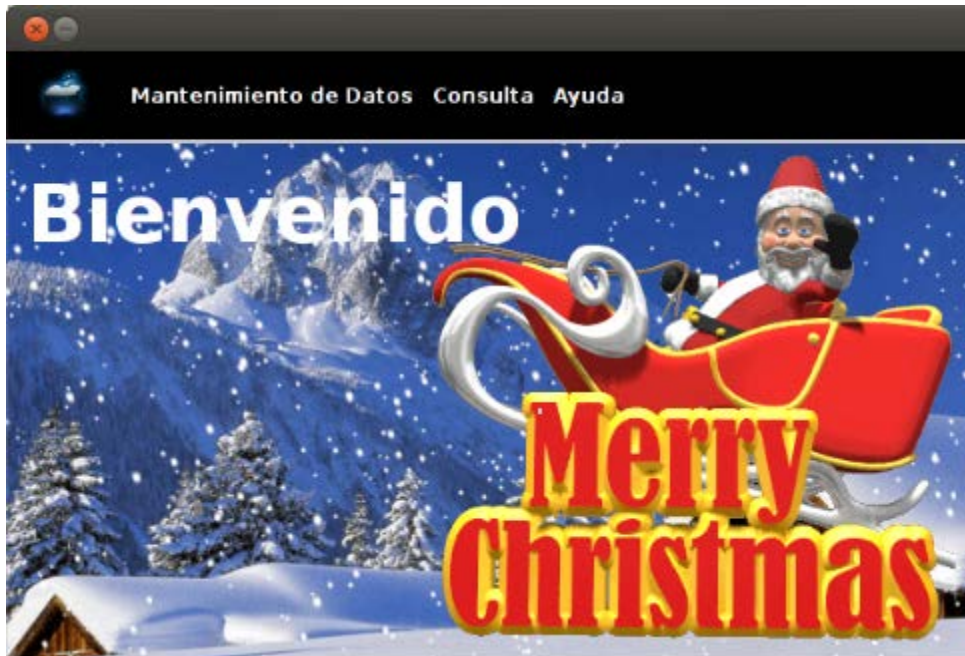 Mantenimiento de Datos Consulta Ayuda
Bienvenido
Merry
Christmas